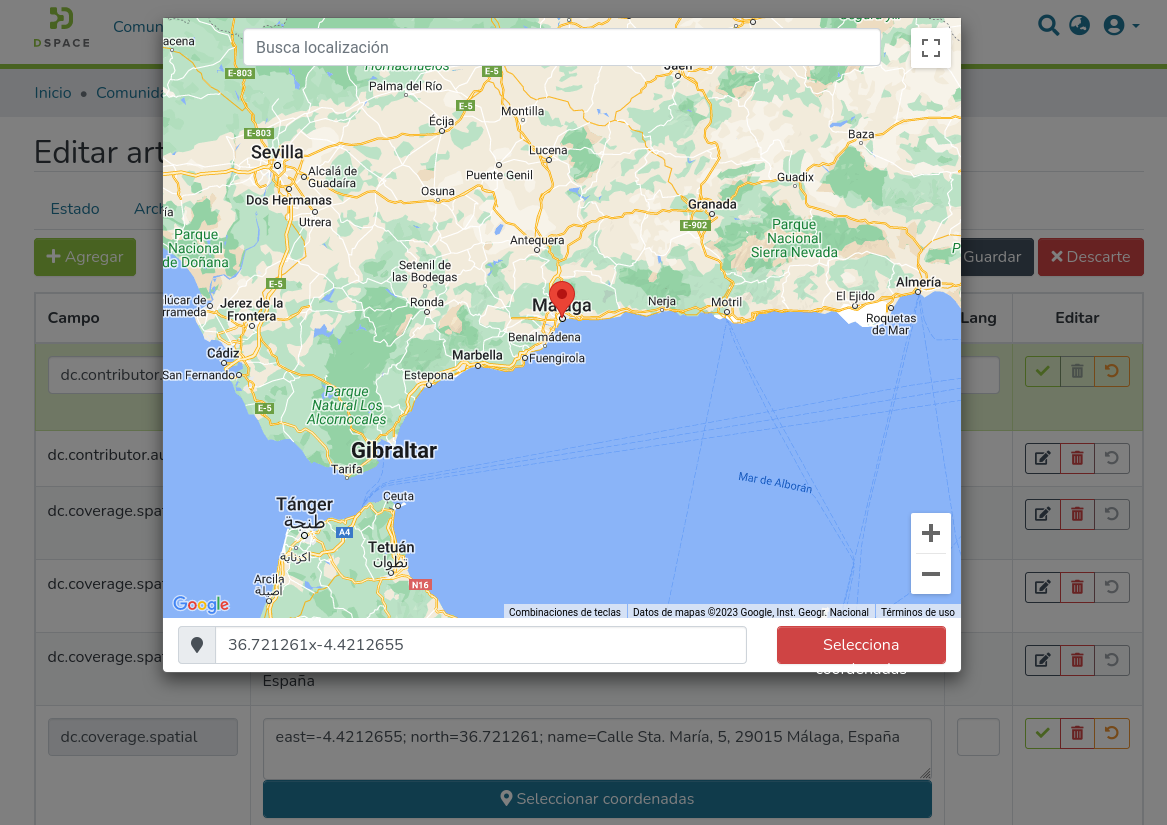 DSPACE
Comun
Inicio • Comunida
Editar art
Estado
Arch
Agregar
Guardar
Descarte
Campo
Lang
Editar
dc.contributor.
dc.contributor.au
dc.coverage.spat
dc.coverage.spa
dc.coverage.spa
España
dc.coverage.spatial
east=-4.4212655; north=36.721261; name=Calle Sta. María, 5, 29015 Málaga, España
Seleccionar coordenadas
Busca localización
acena
E-803
Hornachuelos
E-5
Jaén
Palma del Río
E-5
Montilla
Écija
E-803
Baza
Sevilla
Lucena
Alcalá de
Guadaíra
Puente Genil
Guadix
Osuna
Dos Hermanas
Granada
Utrera
E-902
Parque
Nacional
de Doñana
Parque
Nacional
Sierra Nevada
Antequera
Setenil de
las Bodegas
E-5
Almería
Jerez de la
Frontera
lúcar de
rrameda
Ronda
Málaga
Nerja
Motril
El Ejido
Roquetas
de Mar
Benalmádena
Cádiz
Marbella
Fuengirola
San Fernando
Estepona
Parque
Natural Los
Alcornocales
E-5
Gibraltar
Tarifa
Mar de Alborán
Ceuta
Tánger
طنجة
A4
Tetuán
تطوان
اكزناية
Arcila
أصيلة
N16
Google
Combinaciones de teclas
Datos de mapas ©2023 Google, Inst. Geogr. Nacional
Términos de uso
36.721261x-4.4212655
Selecciona
coordenadas